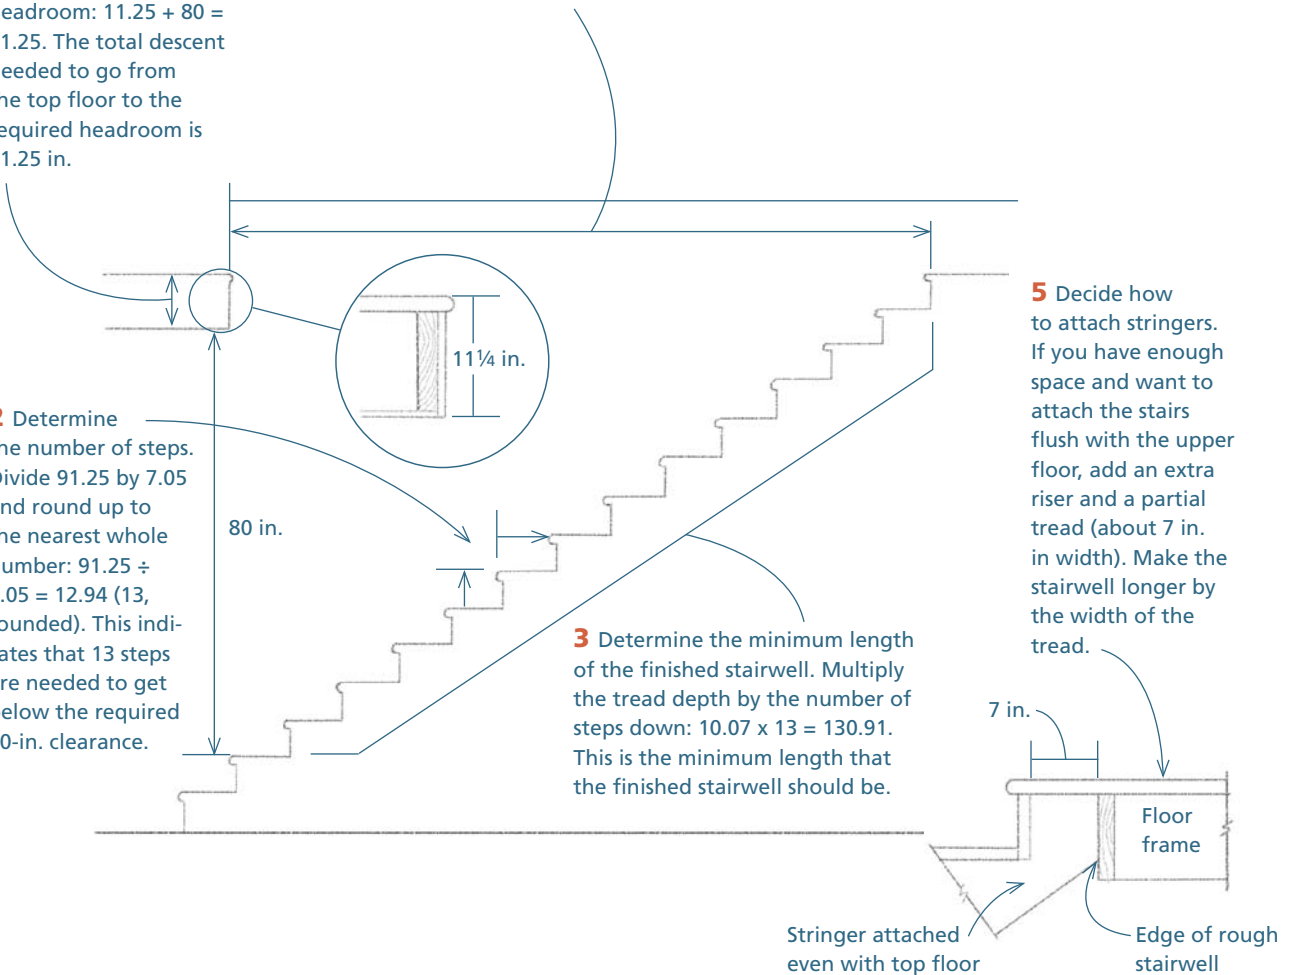 eadroom: 11.25 + 80 =
1.25. The total descent
eeded to go from
he top floor to the
equired headroom is
1.25 in.
11¼ in.
2 Determine
he number of steps.
ivide 91.25 by 7.05
nd round up to
he nearest whole
umber: 91.25 ÷
.05 = 12.94 (13,
ounded). This indi-
ates that 13 steps
re needed to get
elow the required
0-in. clearance.
80 in.
3 Determine the minimum length
of the finished stairwell. Multiply
the tread depth by the number of
steps down: 10.07 x 13 = 130.91.
This is the minimum length that
the finished stairwell should be.
5 Decide how
to attach stringers.
If you have enough
space and want to
attach the stairs
flush with the upper
floor, add an extra
riser and a partial
tread (about 7 in.
in width). Make the
stairwell longer by
the width of the
tread.
7 in.
Floor
frame
Stringer attached
even with top floor
Edge of rough
stairwell